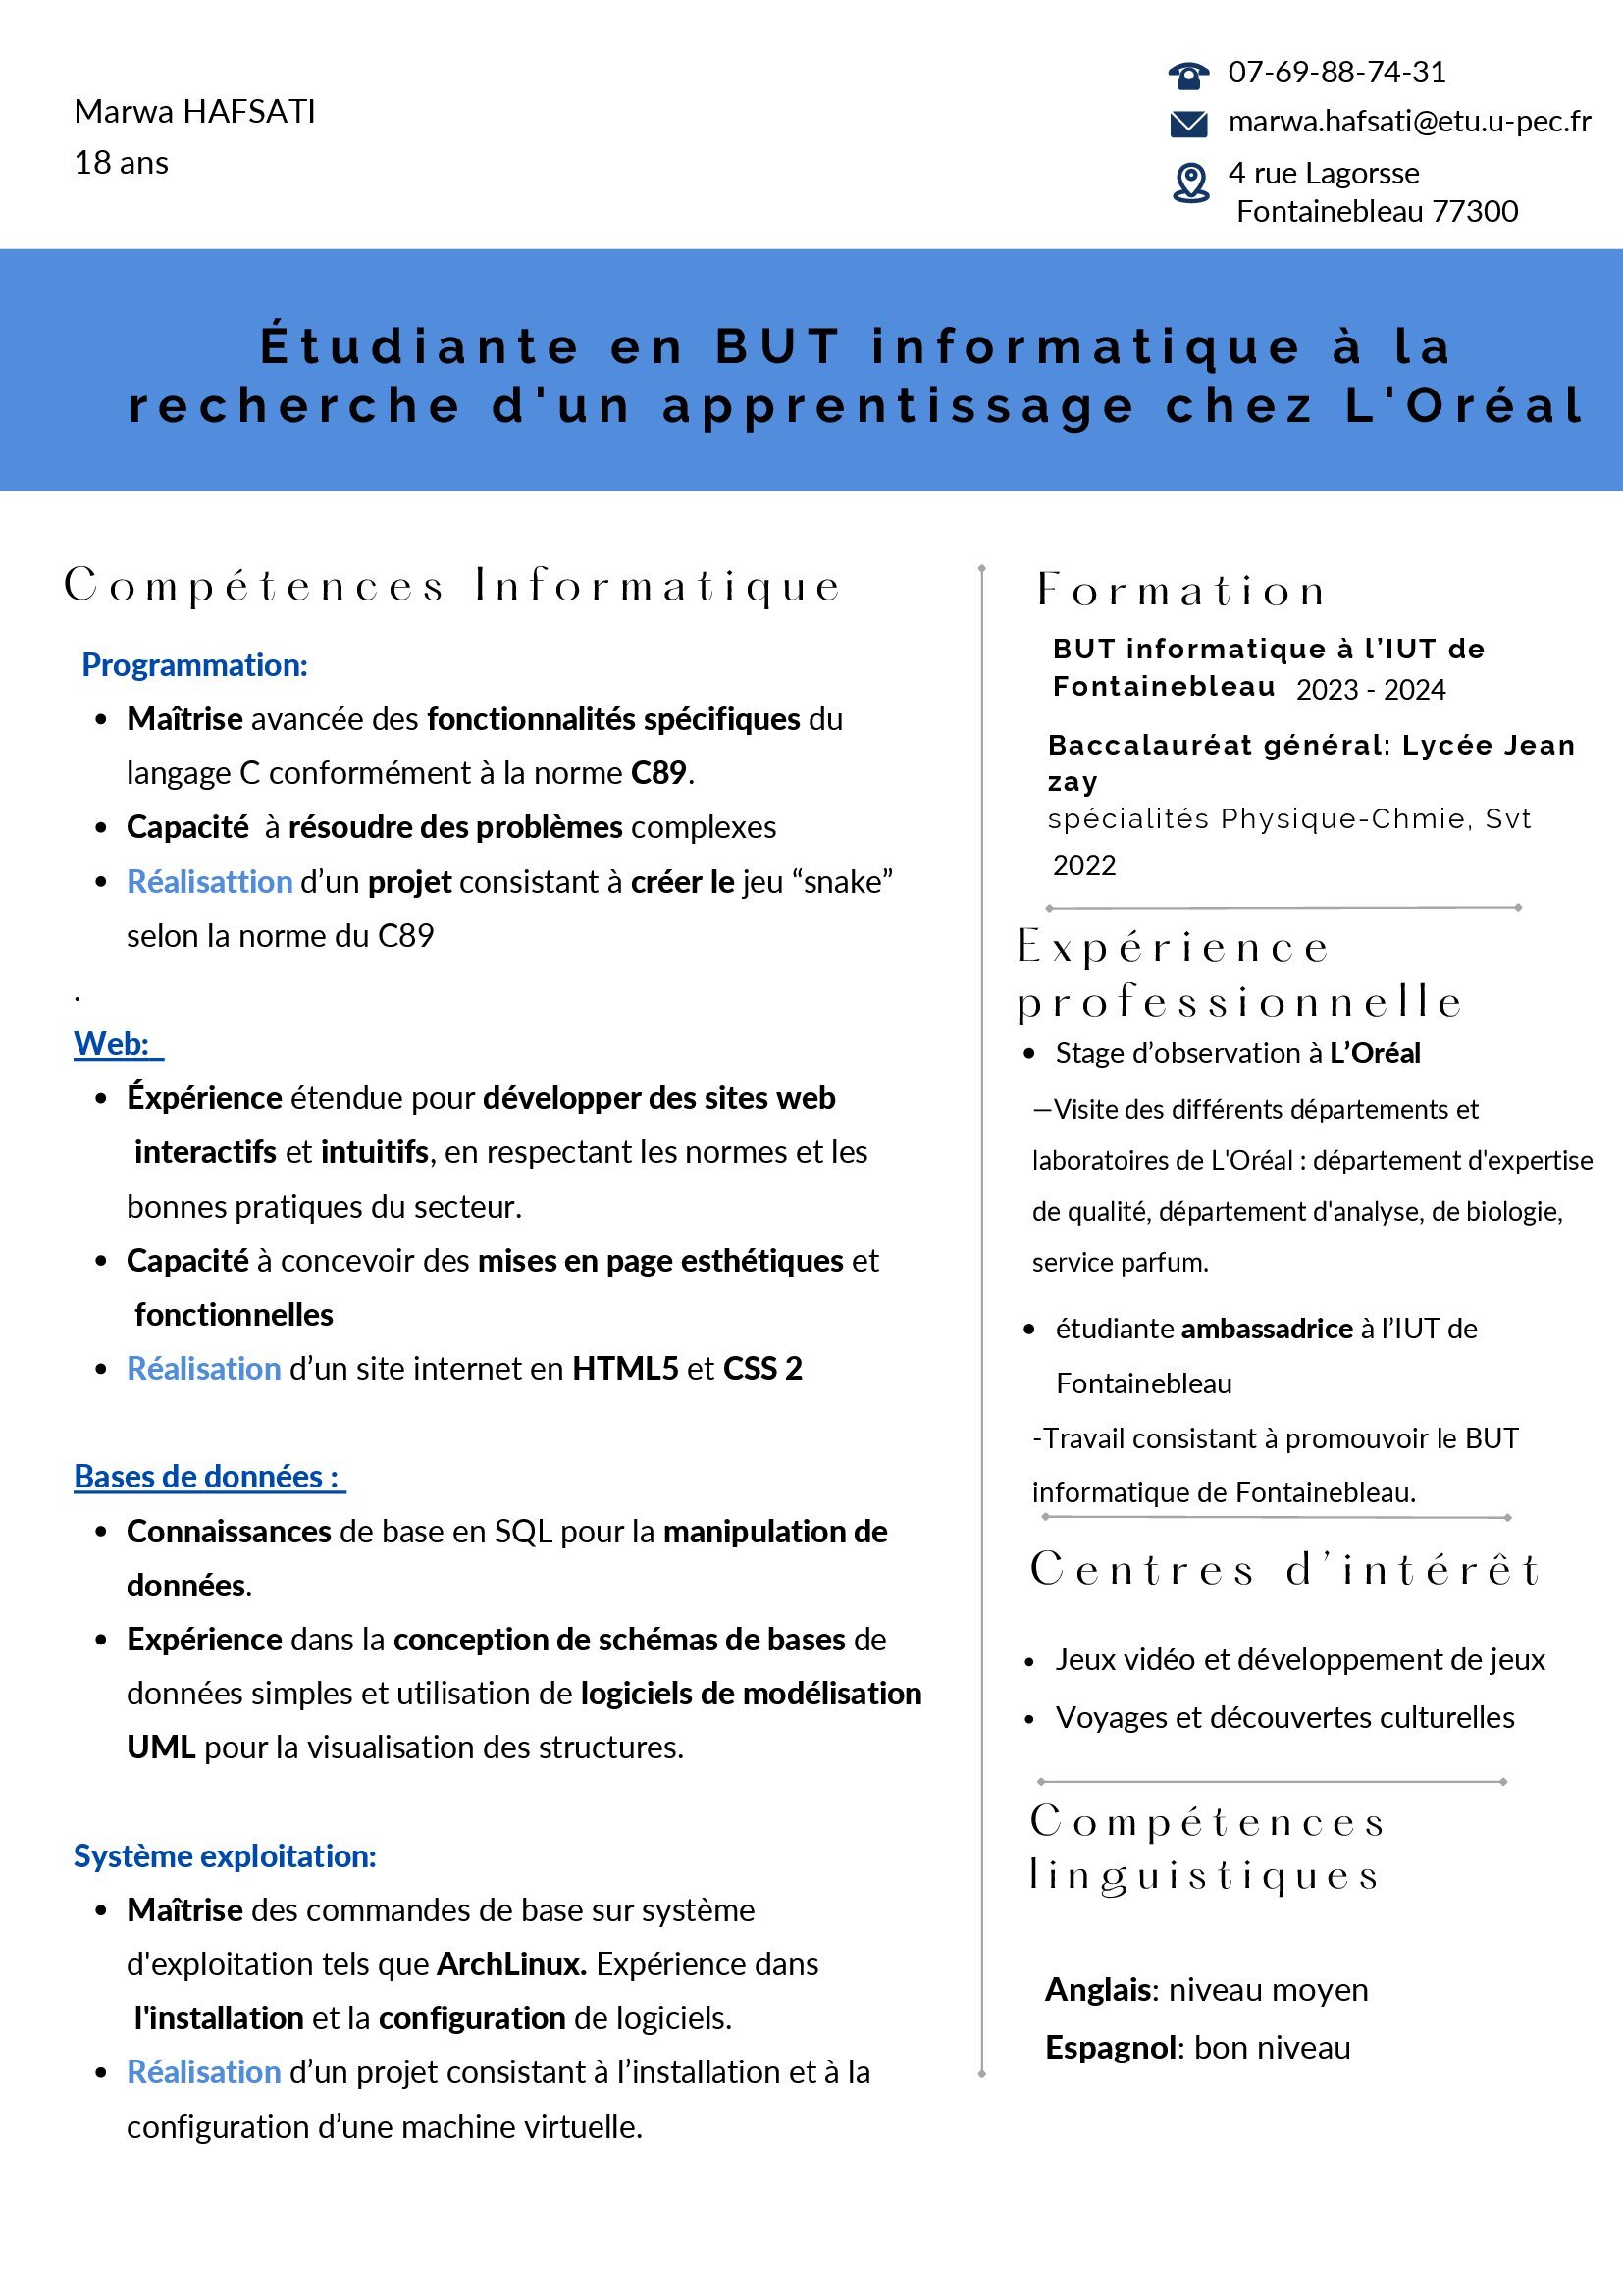 Marwa HAFSATI
18 ans
07-69-88-74-31
marwa.hafsati@etu.u-pec.fr
4 rue Lagorsse
Fontainebleau 77300
Étudiante en BUT informatique à la
recherche d'un apprentissage chez L'Oréal
Compétences Informatique
Programmation:
• Maîtrise avancée des fonctionnalités spécifiques du
langage C conformément à la norme C89.
• Capacité à résoudre des problèmes complexes
• Réalisattion d’un projet consistant à créer le jeu “snake”
selon la norme du C89
.
Web:
• Éxpérience étendue pour développer des sites web
interactifs et intuitifs, en respectant les normes et les
bonnes pratiques du secteur.
• Capacité à concevoir des mises en page esthétiques et
fonctionnelles
• Réalisation d’un site internet en HTML5 et CSS 2
Bases de données :
• Connaissances de base en SQL pour la manipulation de
données.
• Expérience dans la conception de schémas de bases de
données simples et utilisation de logiciels de modélisation
UML pour la visualisation des structures.
Système exploitation:
• Maîtrise des commandes de base sur système
d'exploitation tels que ArchLinux. Expérience dans
l'installation et la configuration de logiciels.
• Réalisation d’un projet consistant à l’installation et à la
configuration d’une machine virtuelle.
Formation
BUT informatique à l’IUT de
Fontainebleau 2023 - 2024
Baccalauréat général: Lycée Jean
zay
spécialités Physique-Chmie, Svt
2022
Expérience
professionnelle
• Stage d’observation à L’Oréal
—Visite des différents départements et
laboratoires de L'Oréal : département d'expertise
de qualité, département d'analyse, de biologie,
service parfum.
• étudiante ambassadrice à l’IUT de
Fontainebleau
-Travail consistant à promouvoir le BUT
informatique de Fontainebleau.
Centres d’intérêt
• Jeux vidéo et développement de jeux
• Voyages et découvertes culturelles
Compétences
linguistiques
Anglais: niveau moyen
Espagnol: bon niveau